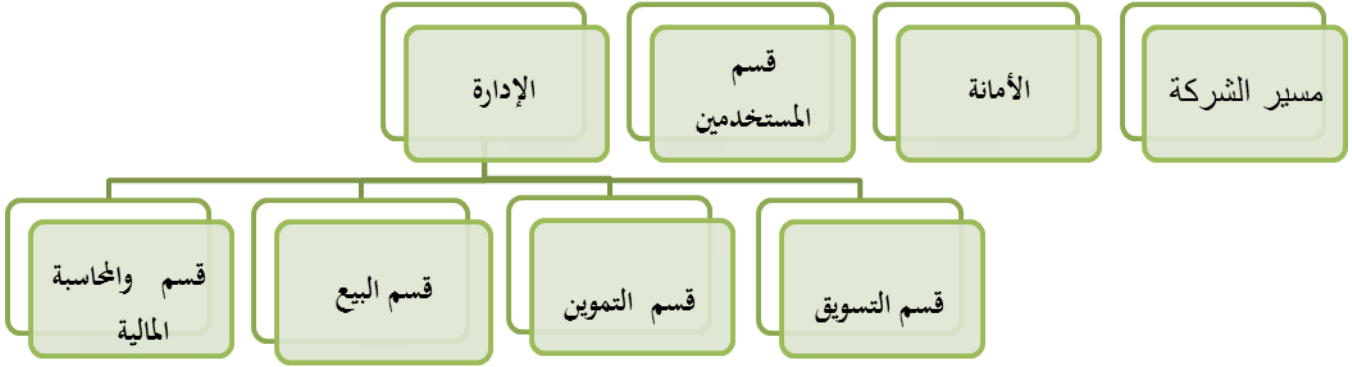 مسير الشركة
الأمانة
قسم
المستخدمين
الإدارة
قسم التسويق
قسم التموين
قسم البيع
قسم والمحاسبة
المالية